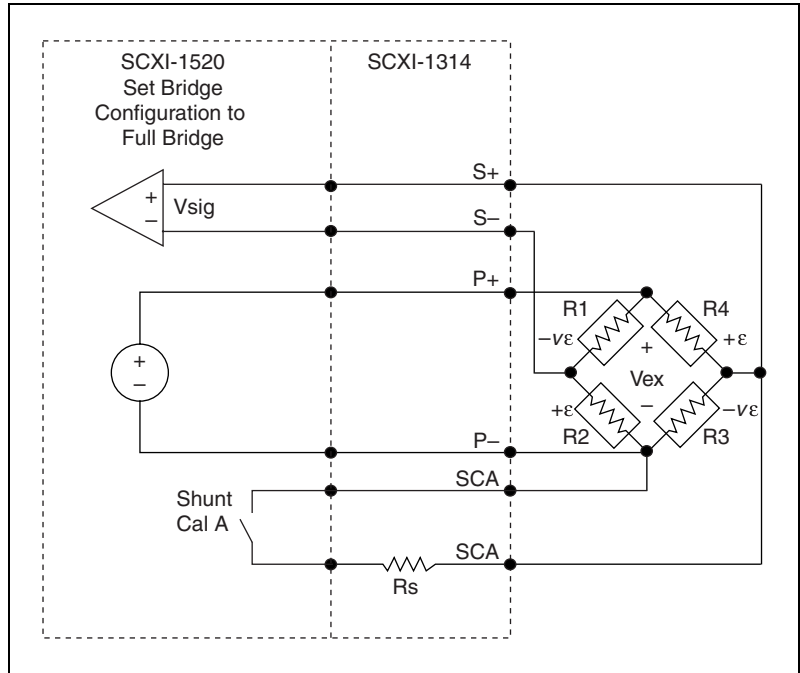 SCXI-1520
Set Bridge
Configuration to
Full Bridge
SCXI-1314
S+
+
–
Vsig
S–
P+
R1
R4
–vε
+ε
+
Vex
–
+
–
+ε
–vε
R2
R3
P–
SCA
Shunt
Cal A
SCA
Rs